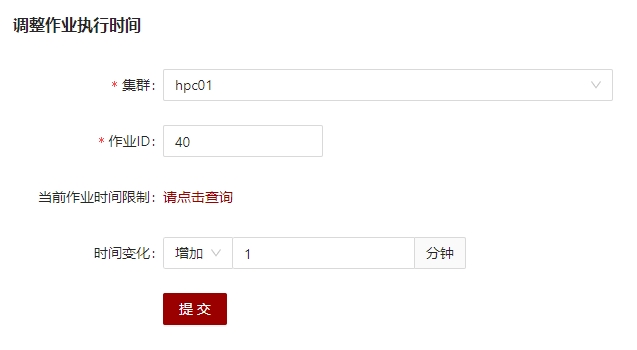 调整作业执行时间
* 集群： hpc01
* 作业ID： 40
当前作业时间限制： 请点击查询
时间变化： 增加 1 分钟
提 交